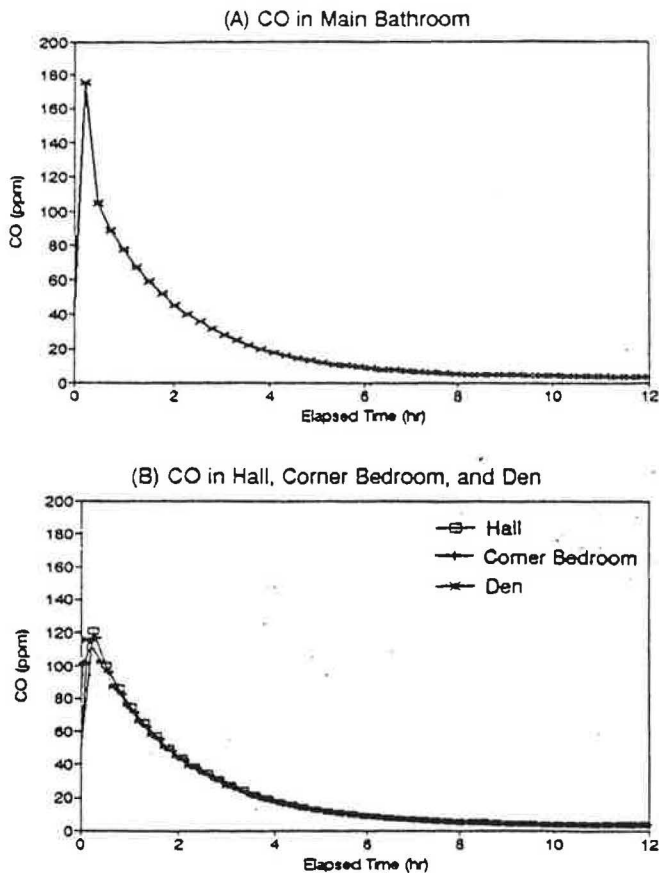 (A) CO in Main Bathroom
200
180
160
140
120
100
80
60
40
20
0
CO (ppm)
0 2 4 6 8 10 12
Elapsed Time (hr)
(B) CO in Hall, Corner Bedroom, and Den
200
180
160
140
120
100
80
60
40
20
0
CO (ppm)
Hall
Corner Bedroom
Den
0 2 4 6 8 10 12
Elapsed Time (hr)